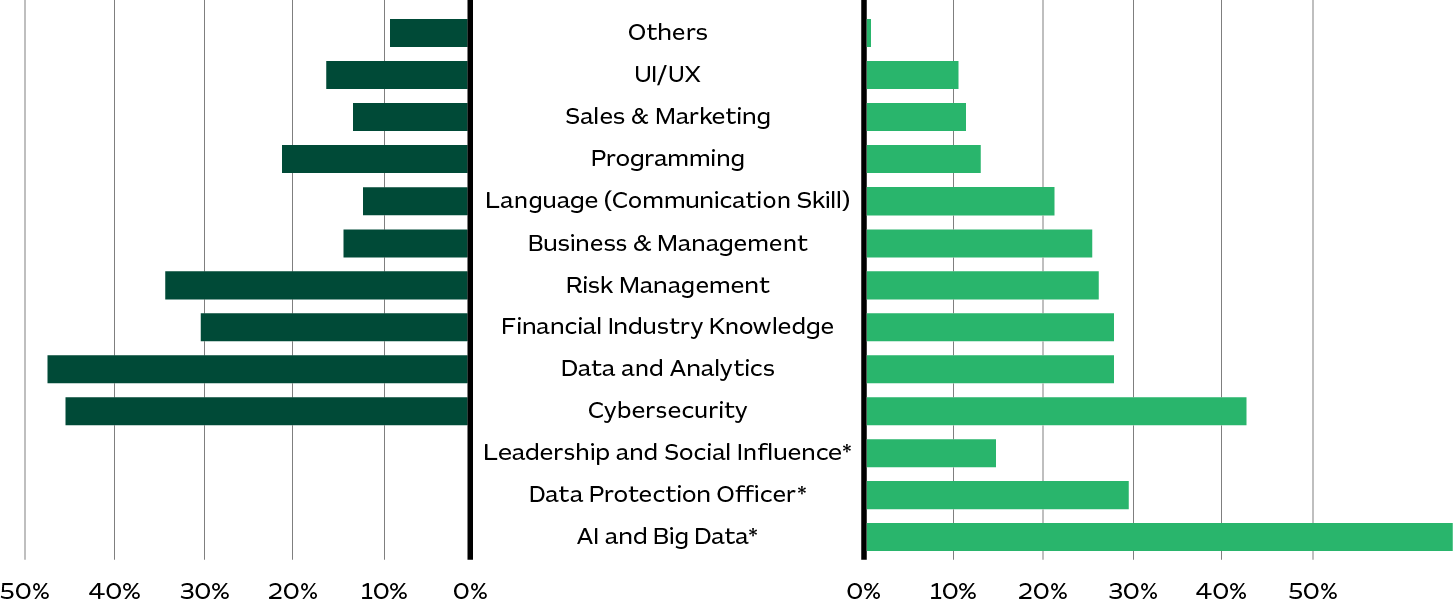 Others
UI/UX
Sales & Marketing
Programming
Language (Communication Skill)
Business & Management
Risk Management
Financial Industry Knowledge
Data and Analytics
Cybersecurity
Leadership and Social Influence*
Data Protection Officer*
AI and Big Data*
50% 40% 30% 20% 10% 0% 0% 10% 20% 30% 40% 50%